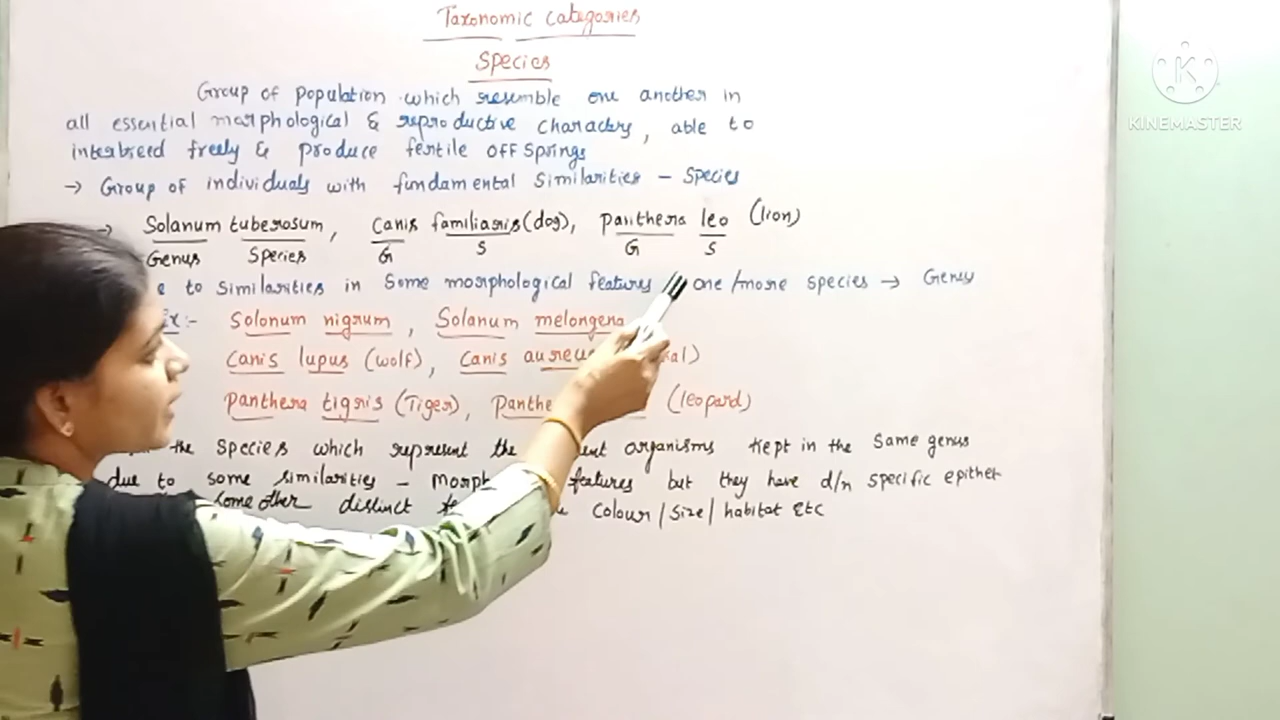 Taxonomic categories
Species
Group of population which resemble one another in
all essential morphological & reproductive characters, able to
interbreed freely & produce fertile offsprings
→ Group of individuals with fundamental similarities - Species
→ Solanum tuberosum, Canis familiaris (dog), Panthera leo (lion)
Genus Species G S G S
to similarities in some morphological features // one/more species → Genus
Ex:- Solonum nigrum, Solanum melongena
Canis lupus (wolf), Canis aureus
Panthera tigris (Tiger), (leopard)
the species which represent the organisms kept in the same genus
due to some similarities - features but they have d/n specific epithet
some other distinct colour/size/habitat Etc
K
KINEMASTER